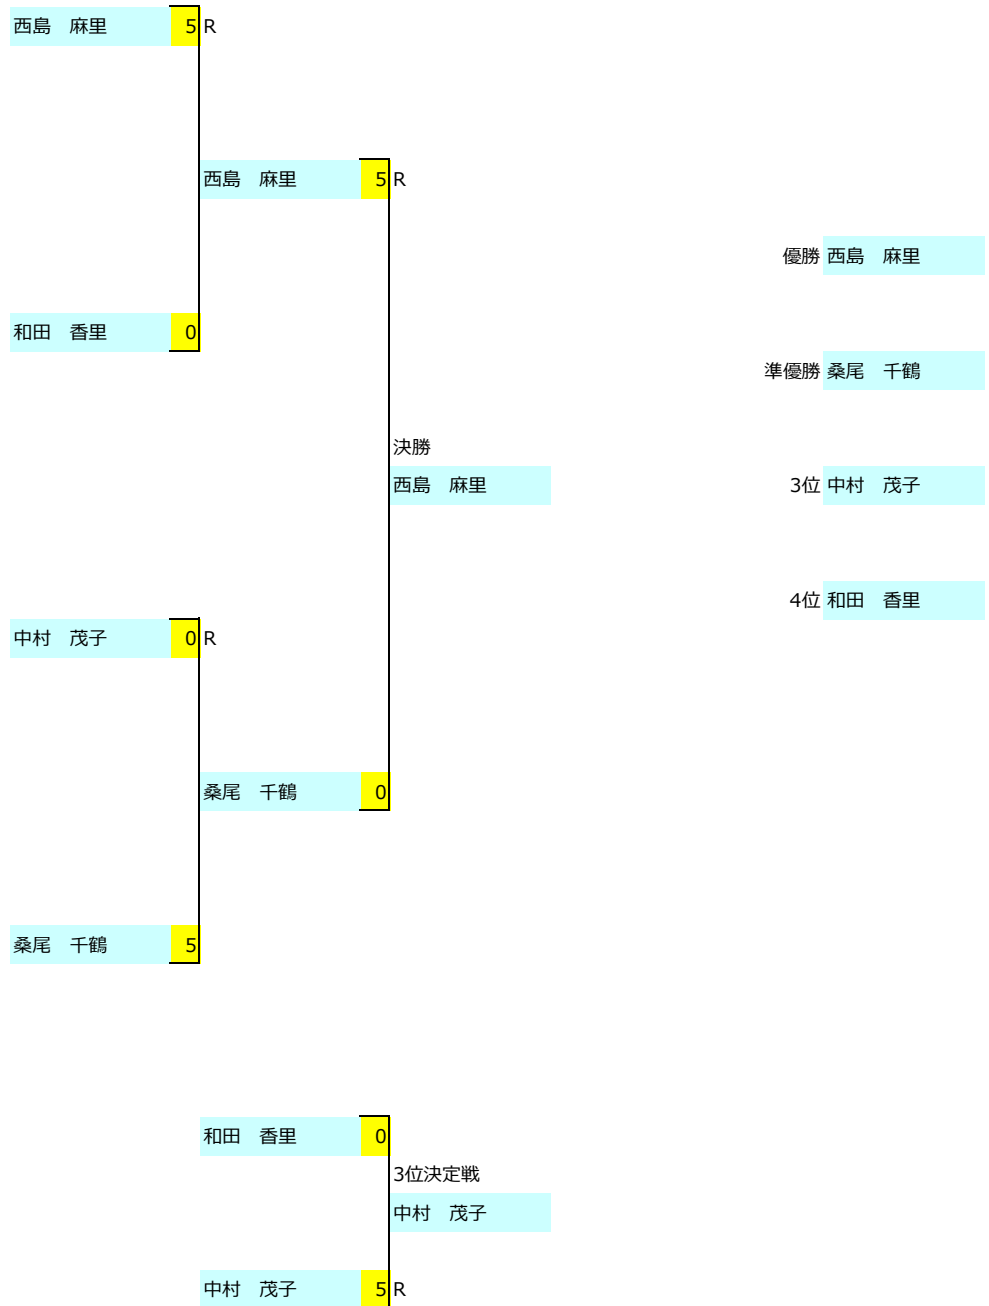 西島　麻里 5 R
西島　麻里 5 R
優勝 西島　麻里
和田　香里 0
準優勝 桑尾　千鶴
決勝
西島　麻里
3位 中村　茂子
4位 和田　香里
中村　茂子 0 R
桑尾　千鶴 0
桑尾　千鶴 5
和田　香里 0
3位決定戦
中村　茂子
中村　茂子 5 R